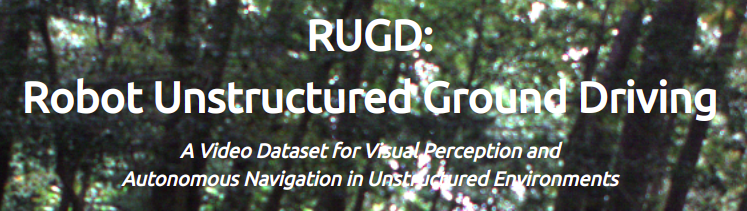 RUGD:
Robot Unstructured Ground Driving
A Video Dataset for Visual Perception and
Autonomous Navigation in Unstructured Environments